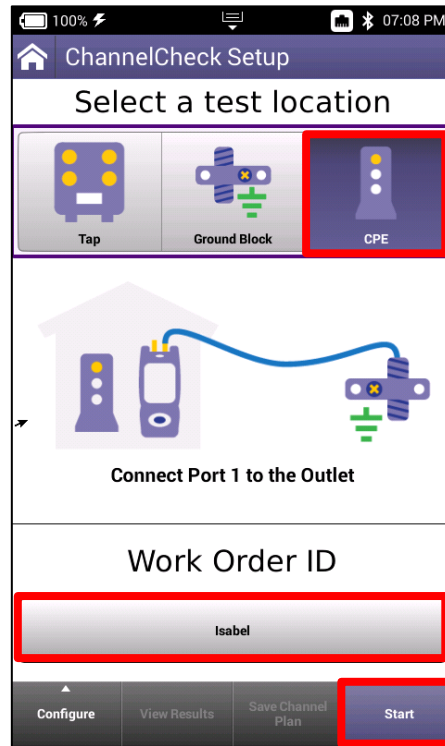 100% 07:08 PM
ChannelCheck Setup
Select a test location
Tap Ground Block CPE
Connect Port 1 to the Outlet
Work Order ID
Isabel
Configure View Results Save Channel Plan Start